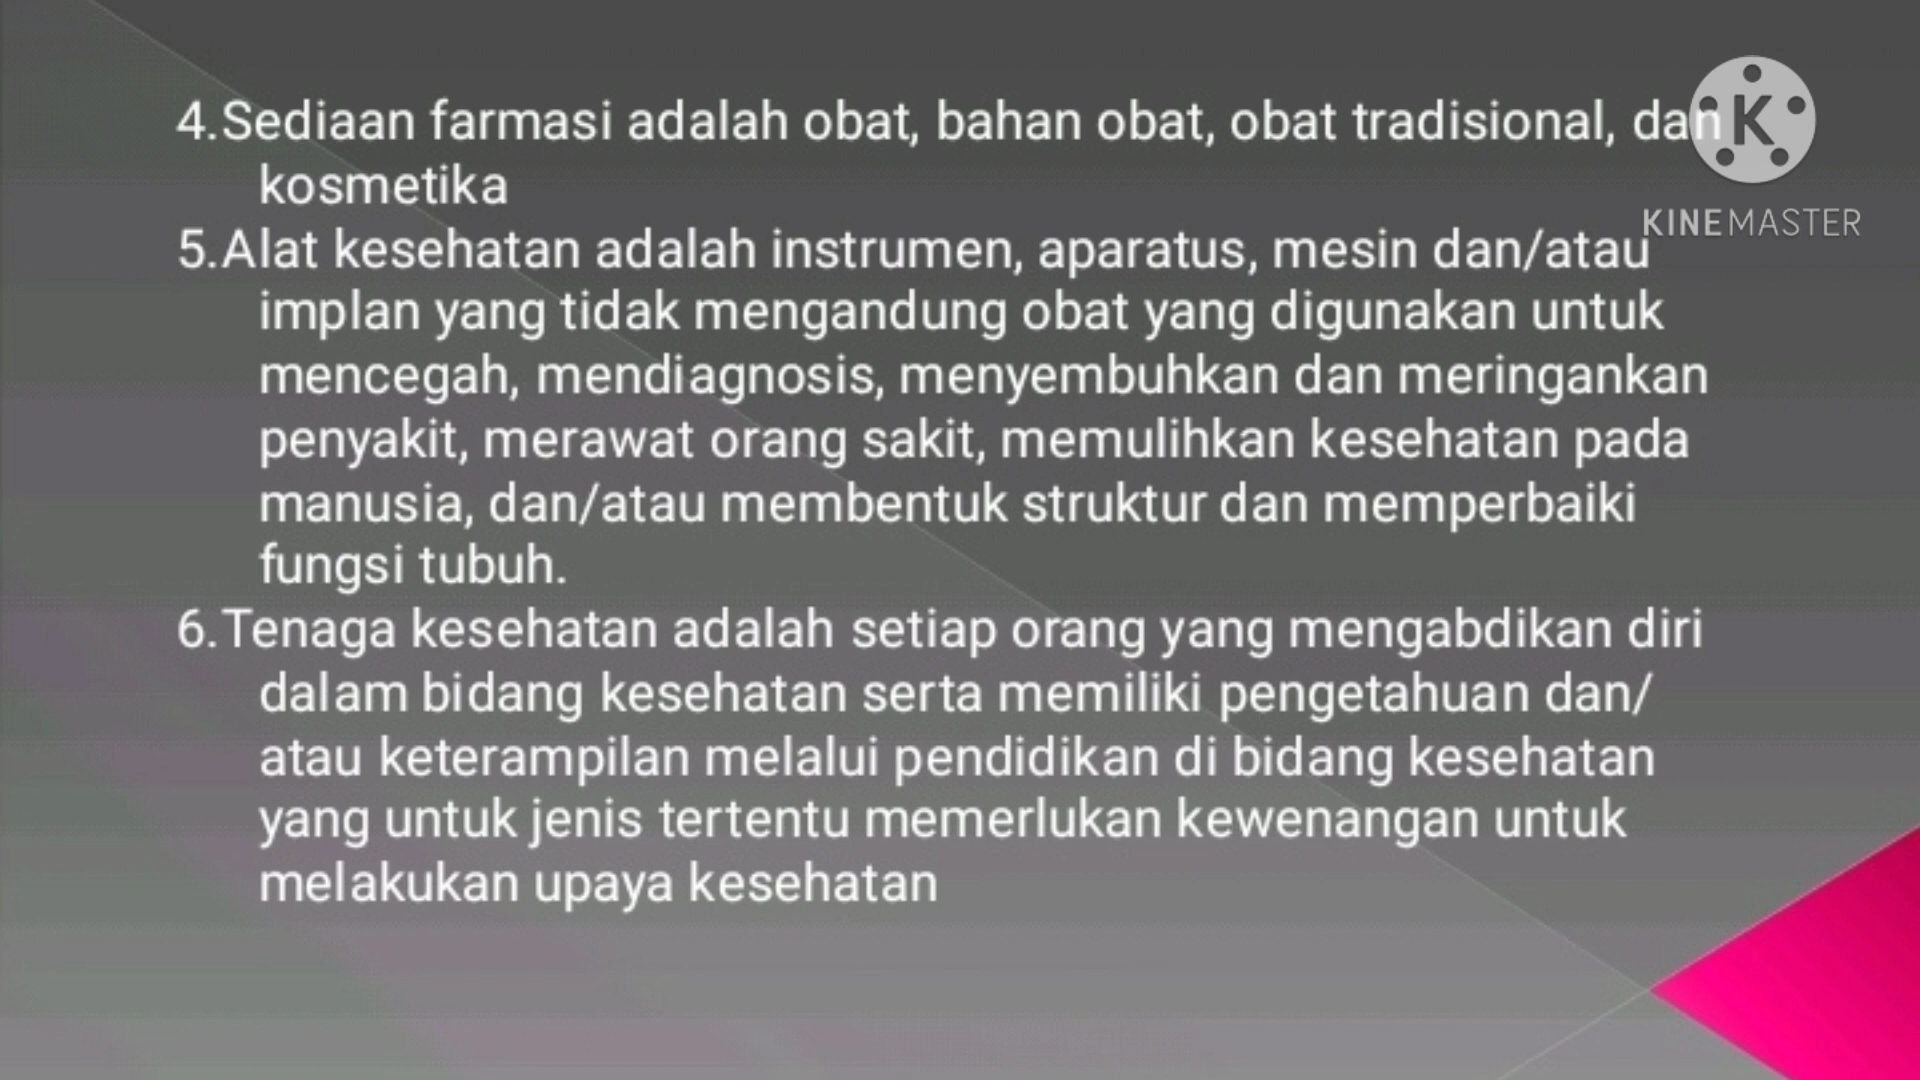 4.Sediaan farmasi adalah obat, bahan obat, obat tradisional, dan
kosmetika
5.Alat kesehatan adalah instrumen, aparatus, mesin dan/atau
implan yang tidak mengandung obat yang digunakan untuk
mencegah, mendiagnosis, menyembuhkan dan meringankan
penyakit, merawat orang sakit, memulihkan kesehatan pada
manusia, dan/atau membentuk struktur dan memperbaiki
fungsi tubuh.
6.Tenaga kesehatan adalah setiap orang yang mengabdikan diri
dalam bidang kesehatan serta memiliki pengetahuan dan/
atau keterampilan melalui pendidikan di bidang kesehatan
yang untuk jenis tertentu memerlukan kewenangan untuk
melakukan upaya kesehatan
K
KINEMASTER